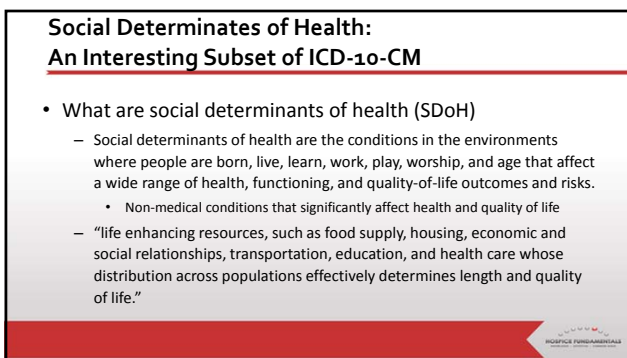 Social Determinates of Health:
An Interesting Subset of ICD-10-CM
• What are social determinants of health (SDoH)
– Social determinants of health are the conditions in the environments
where people are born, live, learn, work, play, worship, and age that affect
a wide range of health, functioning, and quality-of-life outcomes and risks.
• Non-medical conditions that significantly affect health and quality of life
– “life enhancing resources, such as food supply, housing, economic and
social relationships, transportation, education, and health care whose
distribution across populations effectively determines length and quality
of life.”
HOSPICE FUNDAMENTALS